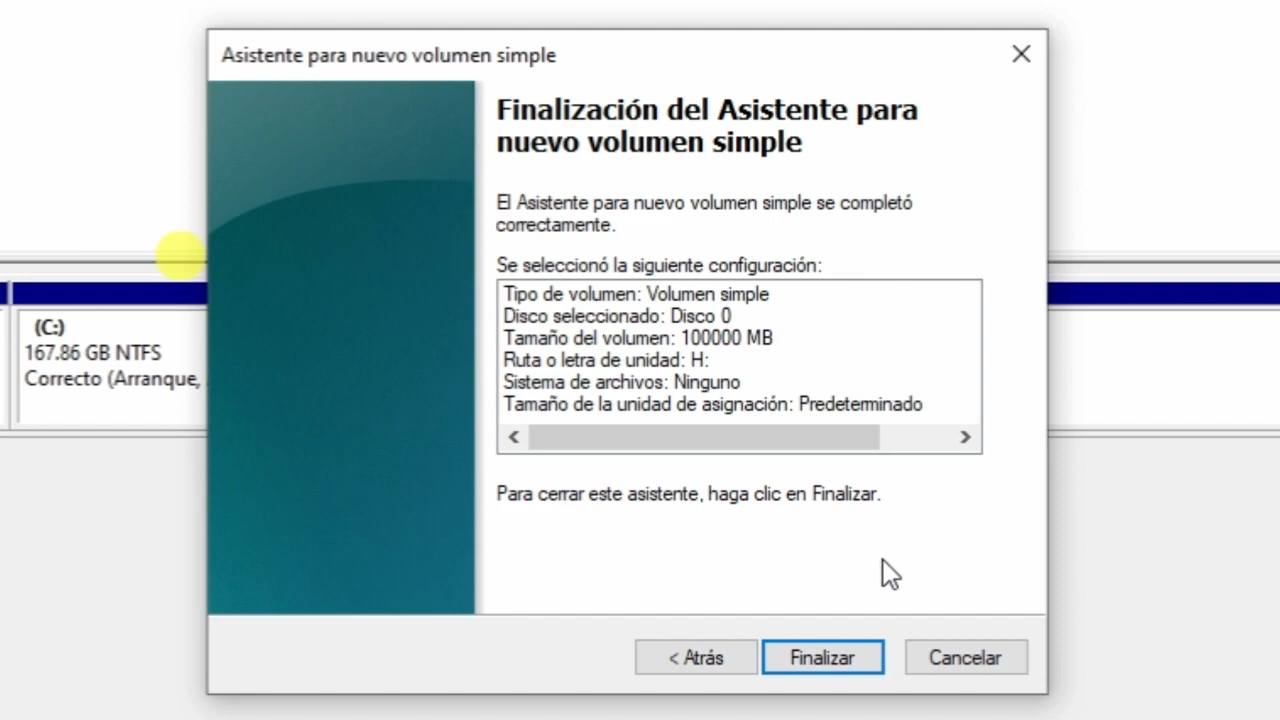 Asistente para nuevo volumen simple
Finalización del Asistente para
nuevo volumen simple
El Asistente para nuevo volumen simple se completó
correctamente.
Se seleccionó la siguiente configuración:
Tipo de volumen: Volumen simple
Disco seleccionado: Disco 0
Tamaño del volumen: 100000 MB
Ruta o letra de unidad: H:
Sistema de archivos: Ninguno
Tamaño de la unidad de asignación: Predeterminado
Para cerrar este asistente, haga clic en Finalizar.
< Atrás
Finalizar
Cancelar
(C:)
167.86 GB NTFS
Correcto (Arranque,